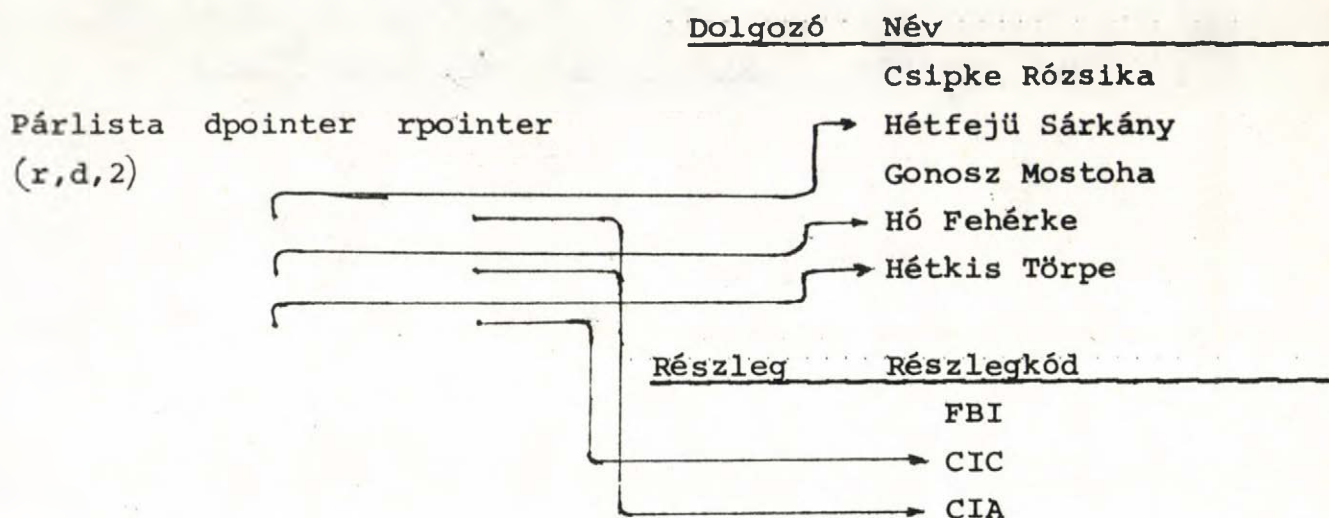 Dolgozó Név
Csipke Rózsika
Párlista dpointer rpointer
Hétfejü Sárkány
(r,d,2)
Gonosz Mostoha
Hó Fehérke
Hétkis Törpe
Részleg Részlegkód
FBI
CIC
CIA